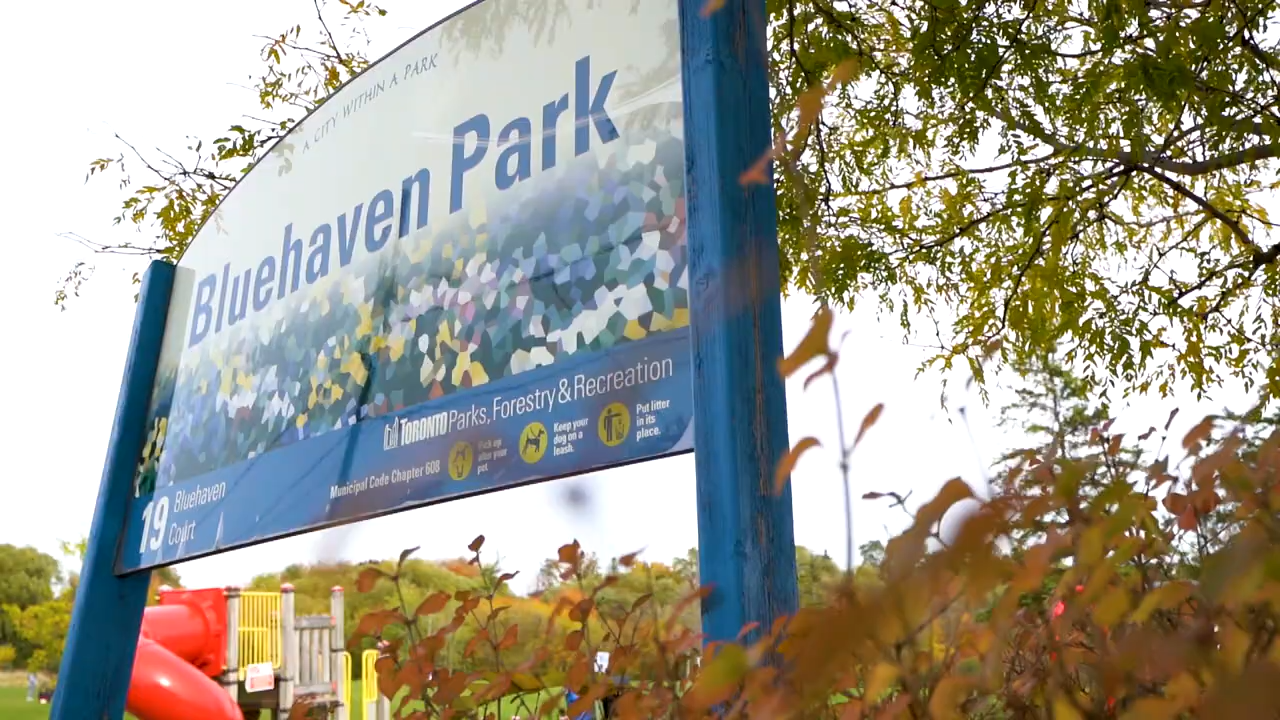 A CITY WITHIN A PARK
Bluehaven Park
TORONTO Parks, Forestry & Recreation
Municipal Code Chapter 608
Pick up
after your
pet.
Keep your
dog on a
leash.
Put litter
in its
place.
19 Bluehaven
Court